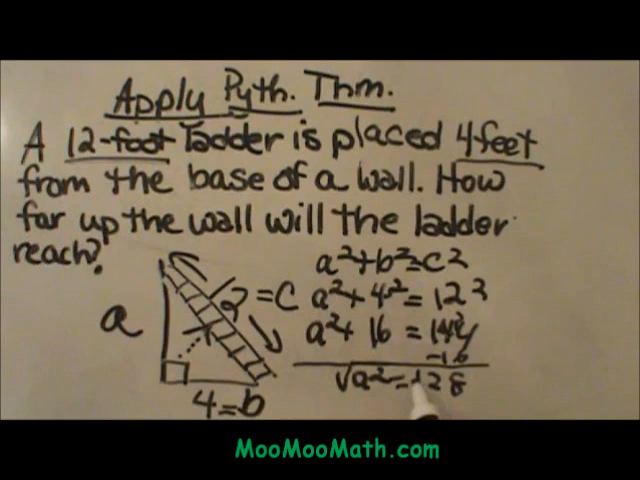 Apply Pyth. Thm.
A 12-foot ladder is placed 4 feet
from the base of a wall. How
far up the wall will the ladder
reach?
a²+b²=c²
12=c a²+4²=12²
a a²+16=144
-16
√a²=128
4=b
MooMooMath.com